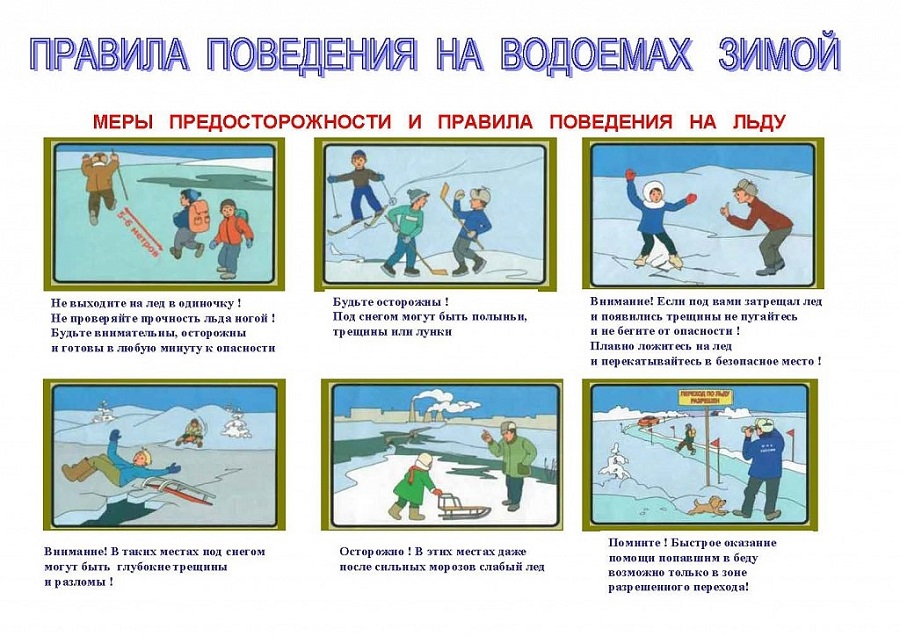 ПРАВИЛА ПОВЕДЕНИЯ НА ВОДОЕМАХ ЗИМОЙ
МЕРЫ ПРЕДОСТОРОЖНОСТИ И ПРАВИЛА ПОВЕДЕНИЯ НА ЛЬДУ
5-6 метров
Не выходите на лед в одиночку !
Не проверяйте прочность льда ногой !
Будьте внимательны, осторожны
и готовы в любую минуту к опасности
Будьте осторожны !
Под снегом могут быть полыньи,
трещины или лунки
Внимание! Если под вами затрещал лед
и появились трещины не пугайтесь
и не бегите от опасности !
Плавно ложитесь на лед
и перекатывайтесь в безопасное место !
Внимание! В таких местах под снегом
могут быть глубокие трещины
и разломы !
Осторожно ! В этих местах даже
после сильных морозов слабый лед
ПЕРЕХОД ПО ЛЬДУ
РАЗРЕШЕН
Помните ! Быстрое оказание
помощи попавшим в беду
возможно только в зоне
разрешенного перехода!